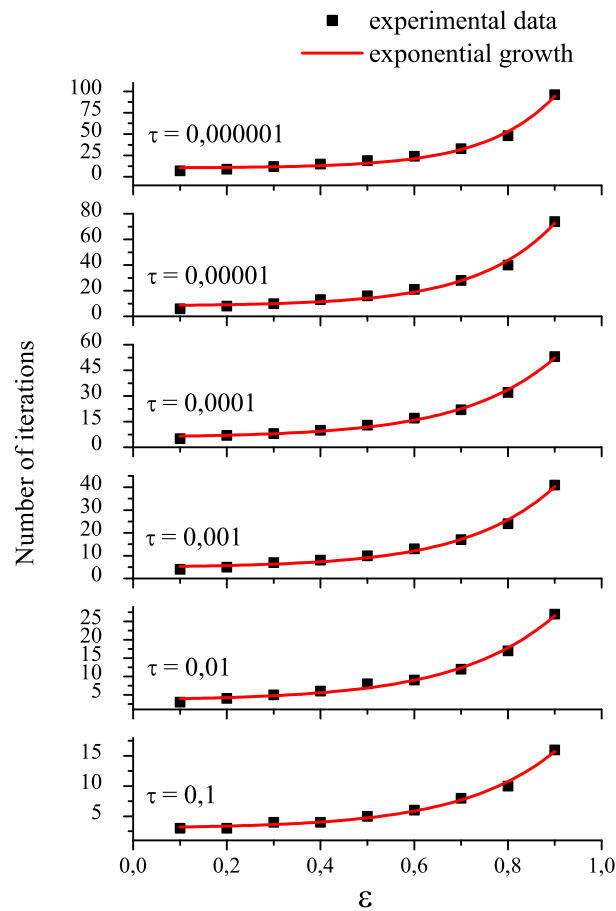 experimental data
exponential growth
Number of iterations
100
75
50
25
0
τ = 0,000001
80
60
40
20
0
τ = 0,00001
60
45
30
15
0
τ = 0,0001
40
30
20
10
0
τ = 0,001
25
20
15
10
5
τ = 0,01
15
10
5
τ = 0,1
0,0 0,2 0,4 0,6 0,8 1,0
ε